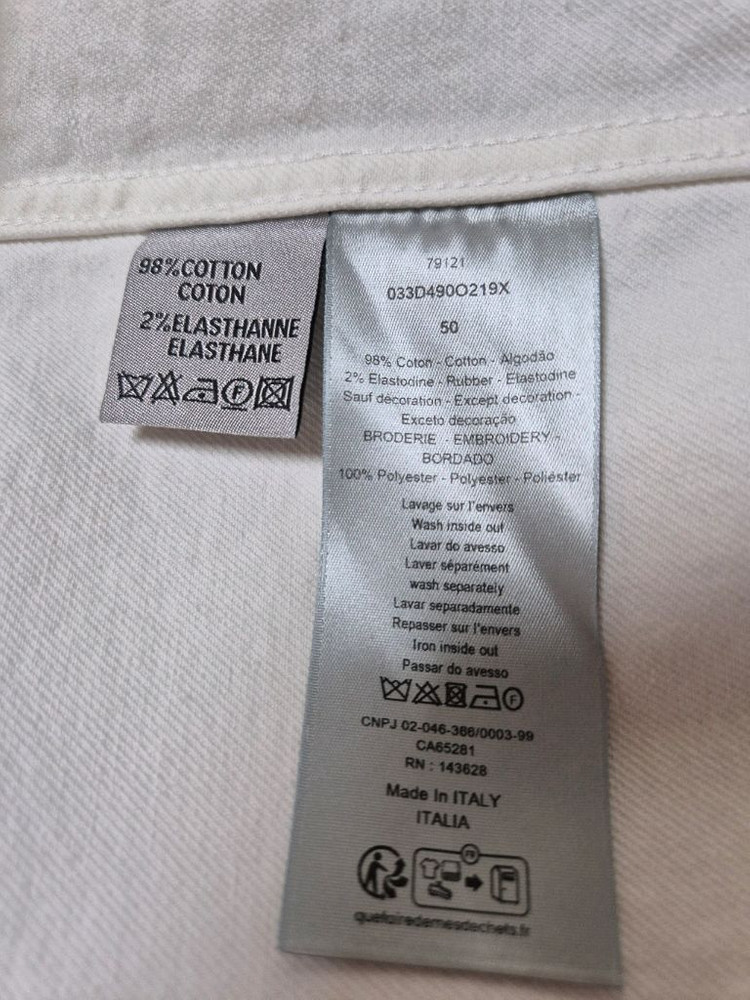 98%COTTON
COTON
2%ELASTHANNE
ELASTHANE
F
79121
033D490O219X
50
98% Coton - Cotton - Algodão
2% Elastodine - Rubber - Elastodine
Sauf décoration - Except decoration -
Exceto decoração
BRODERIE - EMBROIDERY -
BORDADO
100% Polyester - Polyester - Poliéster
Lavage sur l'envers
Wash inside out
Lavar do avesso
Laver séparément
wash separately
Lavar separadamente
Repasser sur l'envers
Iron inside out
Passar do avesso
F
CNPJ 02-046-386/0003-99
CA65281
RN : 143628
Made In ITALY
ITALIA
FR
quefairedemesdechets.fr